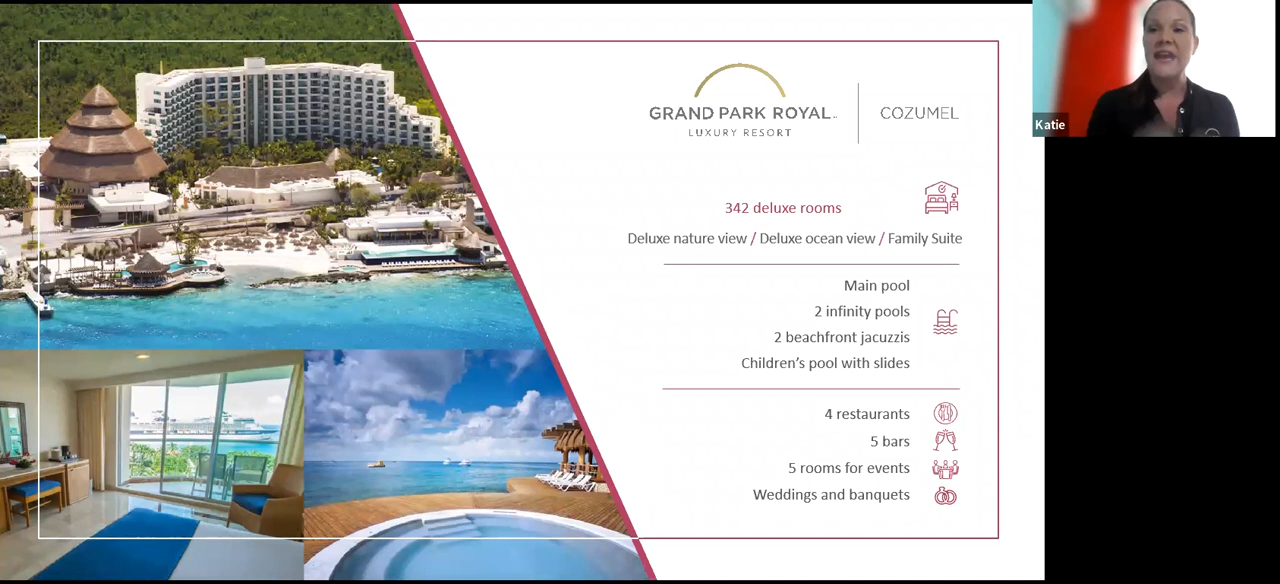 GRAND PARK ROYAL
LUXURY RESORT
COZUMEL
Katie
342 deluxe rooms
Deluxe nature view / Deluxe ocean view / Family Suite
Main pool
2 infinity pools
2 beachfront jacuzzis
Children’s pool with slides
4 restaurants
5 bars
5 rooms for events
Weddings and banquets